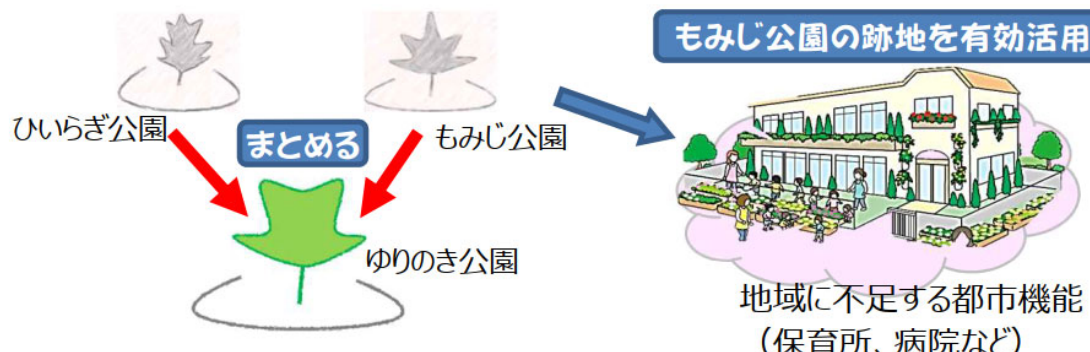 もみじ公園の跡地を有効活用
ひいらぎ公園
もみじ公園
まとめる
ゆりのき公園
地域に不足する都市機能
（保育所、病院など）